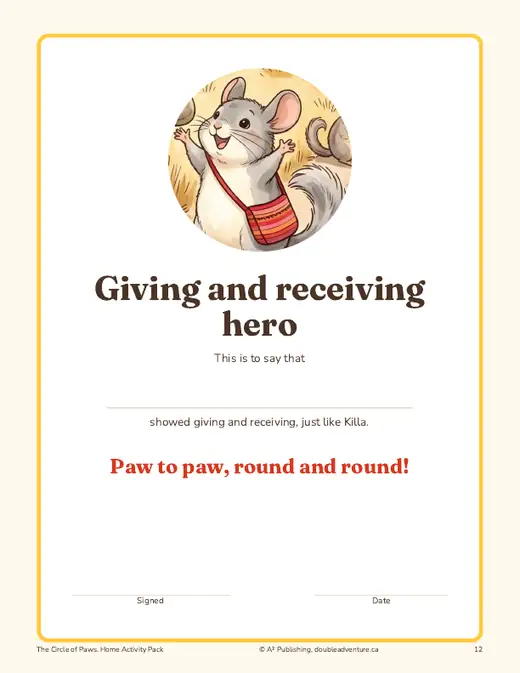 Giving and receiving
hero
This is to say that
showed giving and receiving, just like Killa.
Paw to paw, round and round!
Signed
Date
The Circle of Paws. Home Activity Pack
© A² Publishing, doubleadventure.ca
12